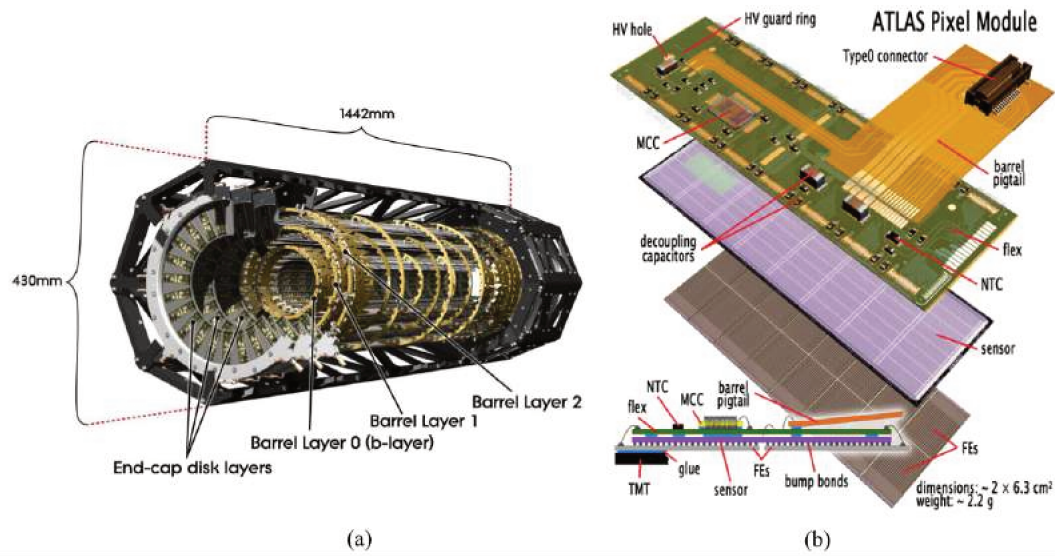 1442mm
430mm
Barrel Layer 2
Barrel Layer 1
Barrel Layer 0 (b-layer)
End-cap disk layers
(a)
ATLAS Pixel Module
HV guard ring
HV hole
Type0 connector
MCC
barrel
pigtail
decoupling
capacitors
flex
NTC
sensor
barrel
pigtail
NTC
MCC
flex
FEs
glue
FEs
TMT
sensor
bump bonds
dimensions: ~ 2 × 6.3 cm²
weight: ~ 2.2 g
(b)